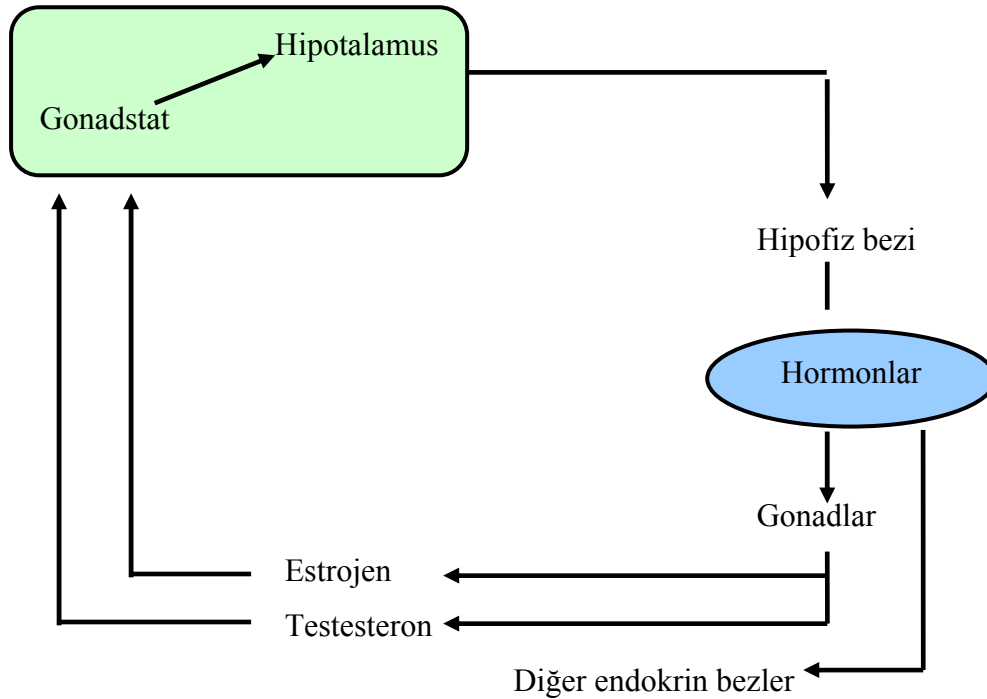 Hipotalamus
Gonadstat
Hipofiz bezi
Hormonlar
Gonadlar
Estrojen
Testesteron
Diğer endokrin bezler